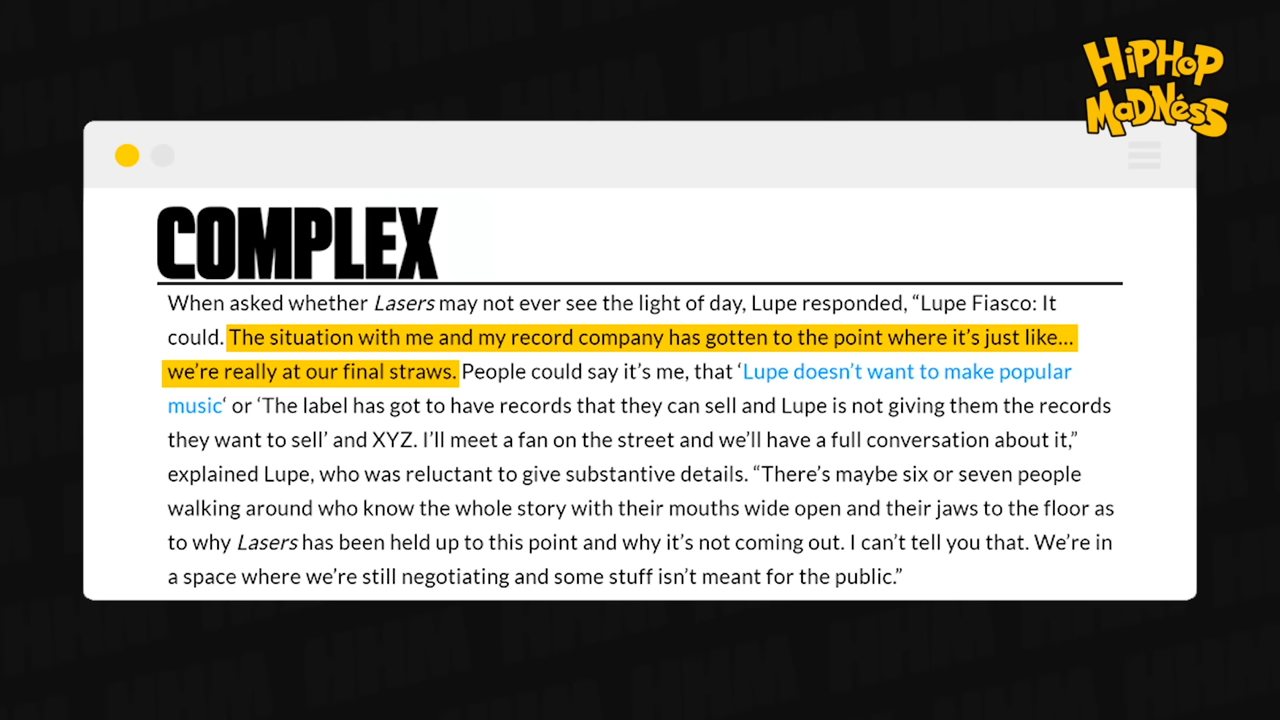 HIPHOP
MADNESS
COMPLEX
When asked whether Lasers may not ever see the light of day, Lupe responded, “Lupe Fiasco: It
could. The situation with me and my record company has gotten to the point where it’s just like...
we’re really at our final straws. People could say it’s me, that ‘Lupe doesn’t want to make popular
music‘ or ‘The label has got to have records that they can sell and Lupe is not giving them the records
they want to sell’ and XYZ. I’ll meet a fan on the street and we’ll have a full conversation about it,”
explained Lupe, who was reluctant to give substantive details. “There’s maybe six or seven people
walking around who know the whole story with their mouths wide open and their jaws to the floor as
to why Lasers has been held up to this point and why it’s not coming out. I can’t tell you that. We’re in
a space where we’re still negotiating and some stuff isn’t meant for the public.”